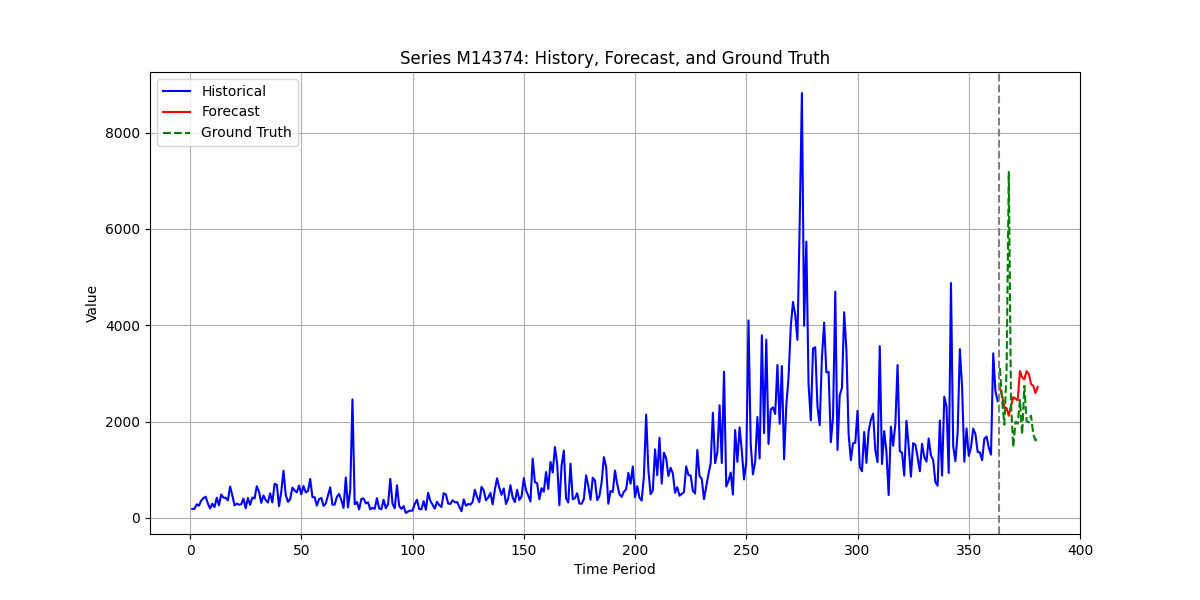 Series M14374: History, Forecast, and Ground Truth
Historical
Forecast
Ground Truth
8000
6000
4000
2000
0
Value
0 50 100 150 200 250 300 350 400
Time Period